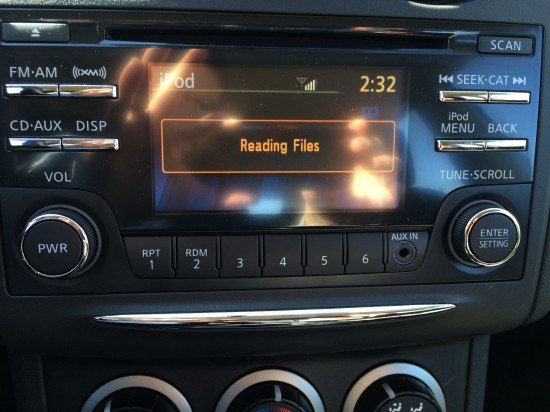 SCAN
FM·AM
((XM))
iPod
2:32
SEEK·CAT
CD·AUX
DISP
Reading Files
iPod
MENU
BACK
VOL
TUNE·SCROLL
PWR
RPT
1
RDM
2
3
4
5
6
AUX IN
ENTER
SETTING